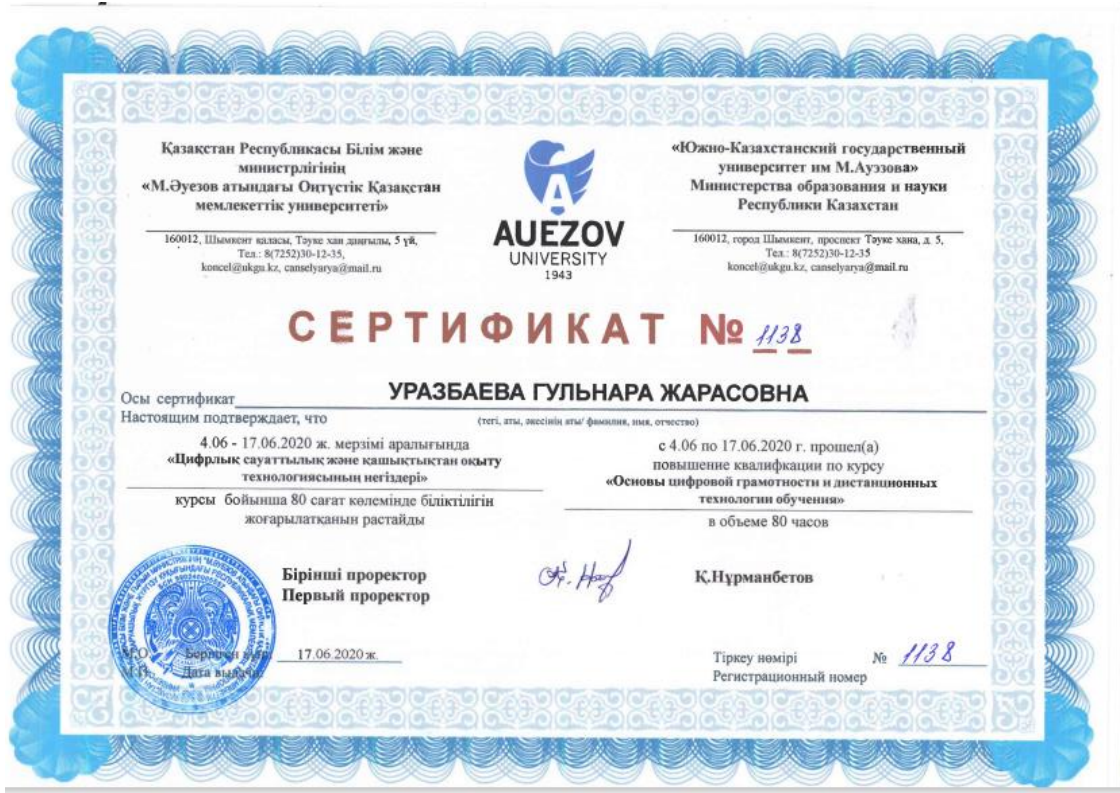 Қазақстан Республикасы Білім және
министрлігінің
«М.Әуезов атындағы Оңтүстік Қазақстан
мемлекеттік университеті»
160012, Шымкент қаласы, Тәуке хан даңғылы, 5 үй,
Тел.: 8(7252)30-12-35,
koncel@ukgu.kz, canselyarya@mail.ru
AUEZOV
UNIVERSITY
1943
«Южно-Казахстанский государственный
университет им М.Ауэзова»
Министерства образования и науки
Республики Казахстан
160012, город Шымкент, проспект Тауке хана, д. 5,
Тел.: 8(7252)30-12-35
koncel@ukgu.kz, canselyarya@mail.ru
СЕРТИФИКАТ № 1138
Осы сертификат УРАЗБАЕВА ГУЛЬНАРА ЖАРАСОВНА
Настоящим подтверждает, что (тегі, аты, әкесінің аты/ фамилия, имя, отчество)
4.06 - 17.06.2020 ж. мерзімі аралығында
«Цифрлық сауаттылық және қашықтықтан оқыту
технологиясының негіздері»
курсы бойынша 80 сағат көлемінде біліктілігін
жоғарылатқанын растайды
с 4.06 по 17.06.2020 г. прошел(а)
повышение квалификации по курсу
«Основы цифровой грамотности и дистанционных
технологии обучения»
в объеме 80 часов
Бірінші проректор
Первый проректор
Қ.Нұрманбетов
М.О. Берілген күні 17.06.2020 ж.
М.П. Дата выдачи
Тіркеу нөмірі № 1138
Регистрационный номер